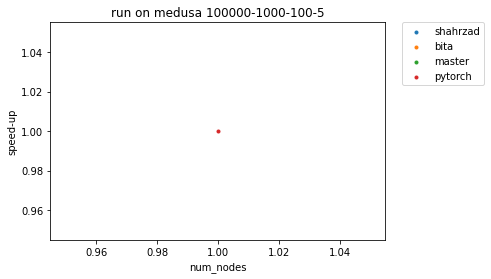 run on medusa 100000-1000-100-5
shahrzad
bita
master
pytorch
speed-up
1.04
1.02
1.00
0.98
0.96
0.96
0.98
1.00
1.02
1.04
num_nodes